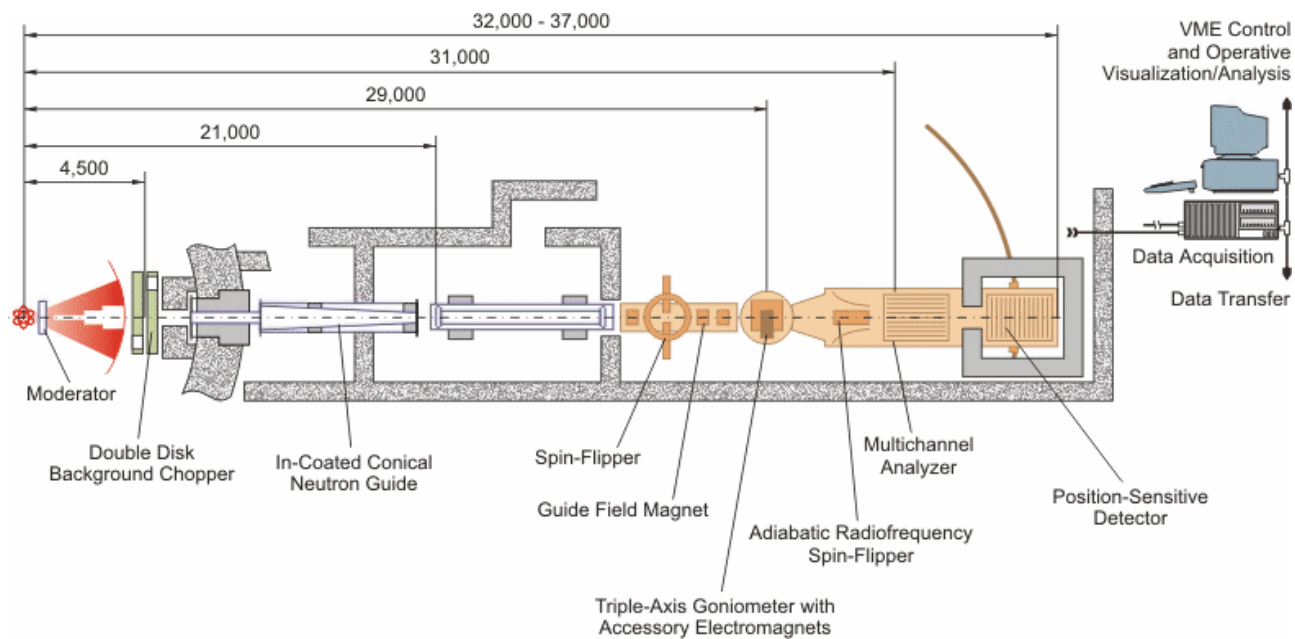 32,000 - 37,000
31,000
29,000
21,000
4,500
VME Control
and Operative
Visualization/Analysis
Data Acquisition
Data Transfer
Moderator
Double Disk
Background Chopper
In-Coated Conical
Neutron Guide
Spin-Flipper
Guide Field Magnet
Triple-Axis Goniometer with
Accessory Electromagnets
Adiabatic Radiofrequency
Spin-Flipper
Multichannel
Analyzer
Position-Sensitive
Detector